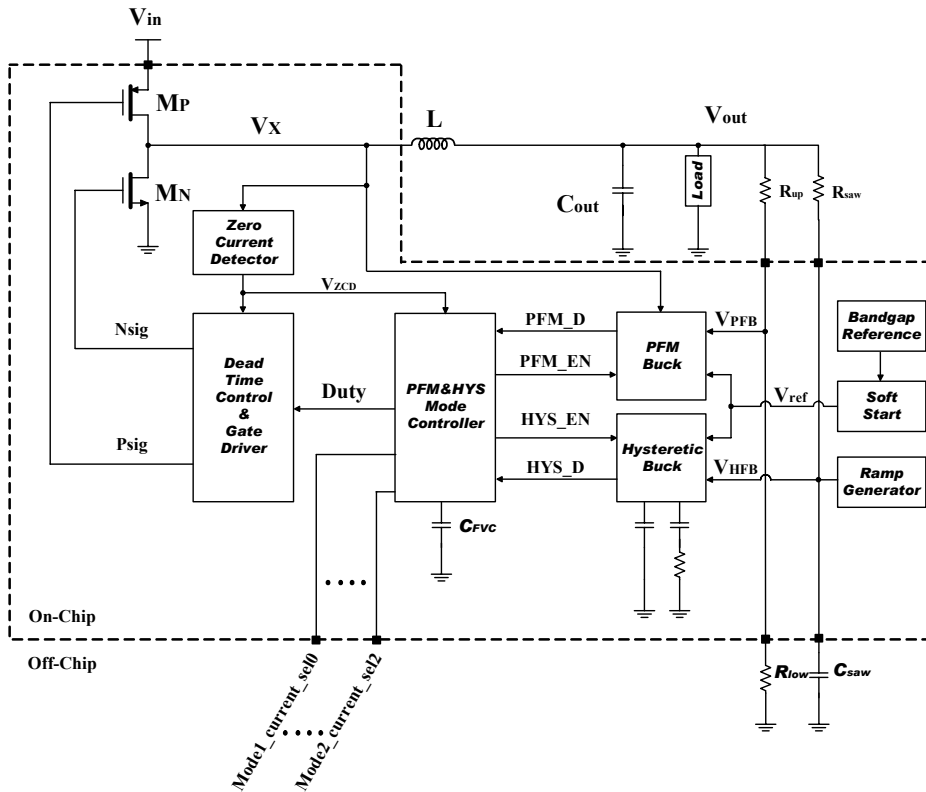 Vin
MP
VX
L
Vout
MN
Cout
Load
Rup
Rsaw
Zero
Current
Detector
VZCD
Nsig
Psig
Dead
Time
Control
&
Gate
Driver
Duty
PFM&HYS
Mode
Controller
PFM_D
PFM_EN
HYS_EN
HYS_D
PFM
Buck
VPFB
Hysteretic
Buck
Vref
VHFB
Bandgap
Reference
Soft
Start
Ramp
Generator
CFVC
On-Chip
Off-Chip
Mode1_current_sel0
Mode2_current_sel2
Rlow
Csaw